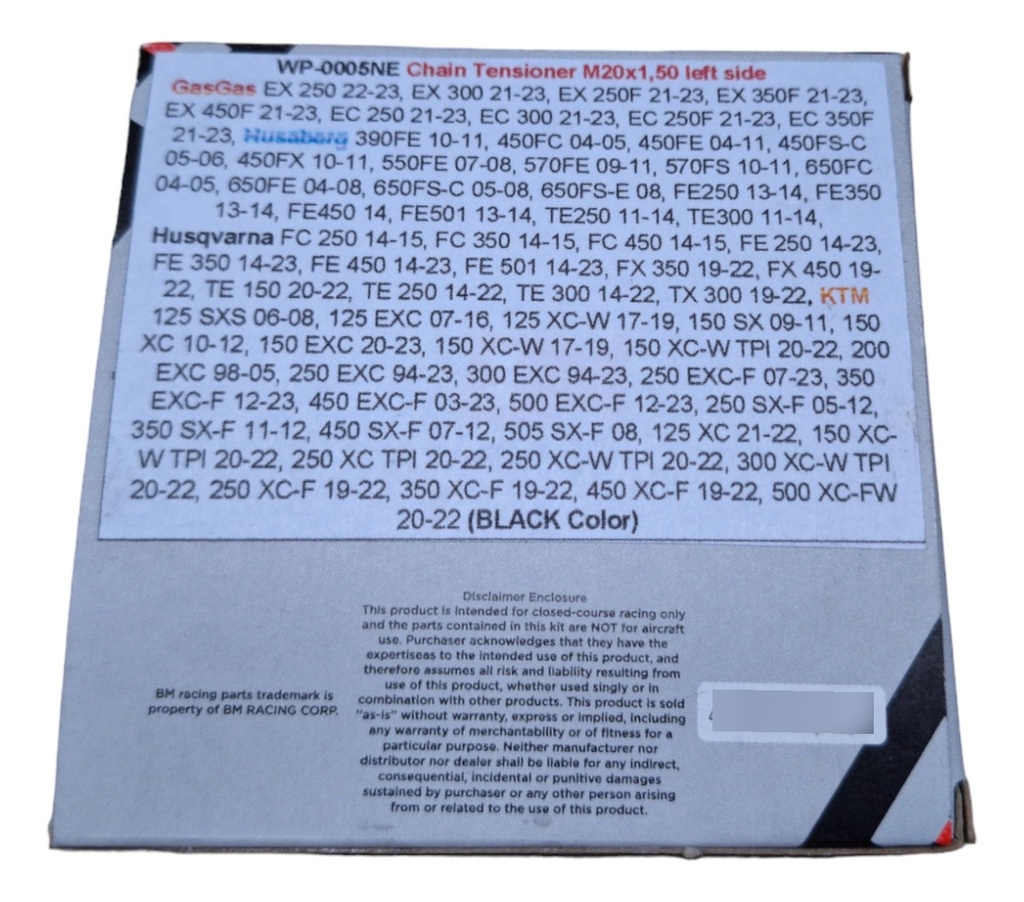 WP-0005NE Chain Tensioner M20x1,50 left side
GasGas EX 250 22-23, EX 300 21-23, EX 250F 21-23, EX 350F 21-23,
EX 450F 21-23, EC 250 21-23, EC 300 21-23, EC 250F 21-23, EC 350F
21-23, Husaberg 390FE 10-11, 450FC 04-05, 450FE 04-11, 450FS-C
05-06, 450FX 10-11, 550FE 07-08, 570FE 09-11, 570FS 10-11, 650FC
04-05, 650FE 04-08, 650FS-C 05-08, 650FS-E 08, FE250 13-14, FE350
13-14, FE450 14, FE501 13-14, TE250 11-14, TE300 11-14,
Husqvarna FC 250 14-15, FC 350 14-15, FC 450 14-15, FE 250 14-23,
FE 350 14-23, FE 450 14-23, FE 501 14-23, FX 350 19-22, FX 450 19-
22, TE 150 20-22, TE 250 14-22, TE 300 14-22, TX 300 19-22, KTM
125 SXS 06-08, 125 EXC 07-16, 125 XC-W 17-19, 150 SX 09-11, 150
XC 10-12, 150 EXC 20-23, 150 XC-W 17-19, 150 XC-W TPI 20-22, 200
EXC 98-05, 250 EXC 94-23, 300 EXC 94-23, 250 EXC-F 07-23, 350
EXC-F 12-23, 450 EXC-F 03-23, 500 EXC-F 12-23, 250 SX-F 05-12,
350 SX-F 11-12, 450 SX-F 07-12, 505 SX-F 08, 125 XC 21-22, 150 XC-
W TPI 20-22, 250 XC TPI 20-22, 250 XC-W TPI 20-22, 300 XC-W TPI
20-22, 250 XC-F 19-22, 350 XC-F 19-22, 450 XC-F 19-22, 500 XC-FW
20-22 (BLACK Color)
Disclaimer Enclosure
This product is intended for closed-course racing only
and the parts contained in this kit are NOT for aircraft
use. Purchaser acknowledges that they have the
expertiseas to the intended use of this product, and
therefore assumes all risk and liability resulting from
use of this product, whether used singly or in
combination with other products. This product is sold
"as-is" without warranty, express or implied, including
any warranty of merchantability or of fitness for a
particular purpose. Neither manufacturer nor
distributor nor dealer shall be liable for any indirect,
consequential, incidental or punitive damages
sustained by purchaser or any other person arising
from or related to the use of this product.
BM racing parts trademark is
property of BM RACING CORP.